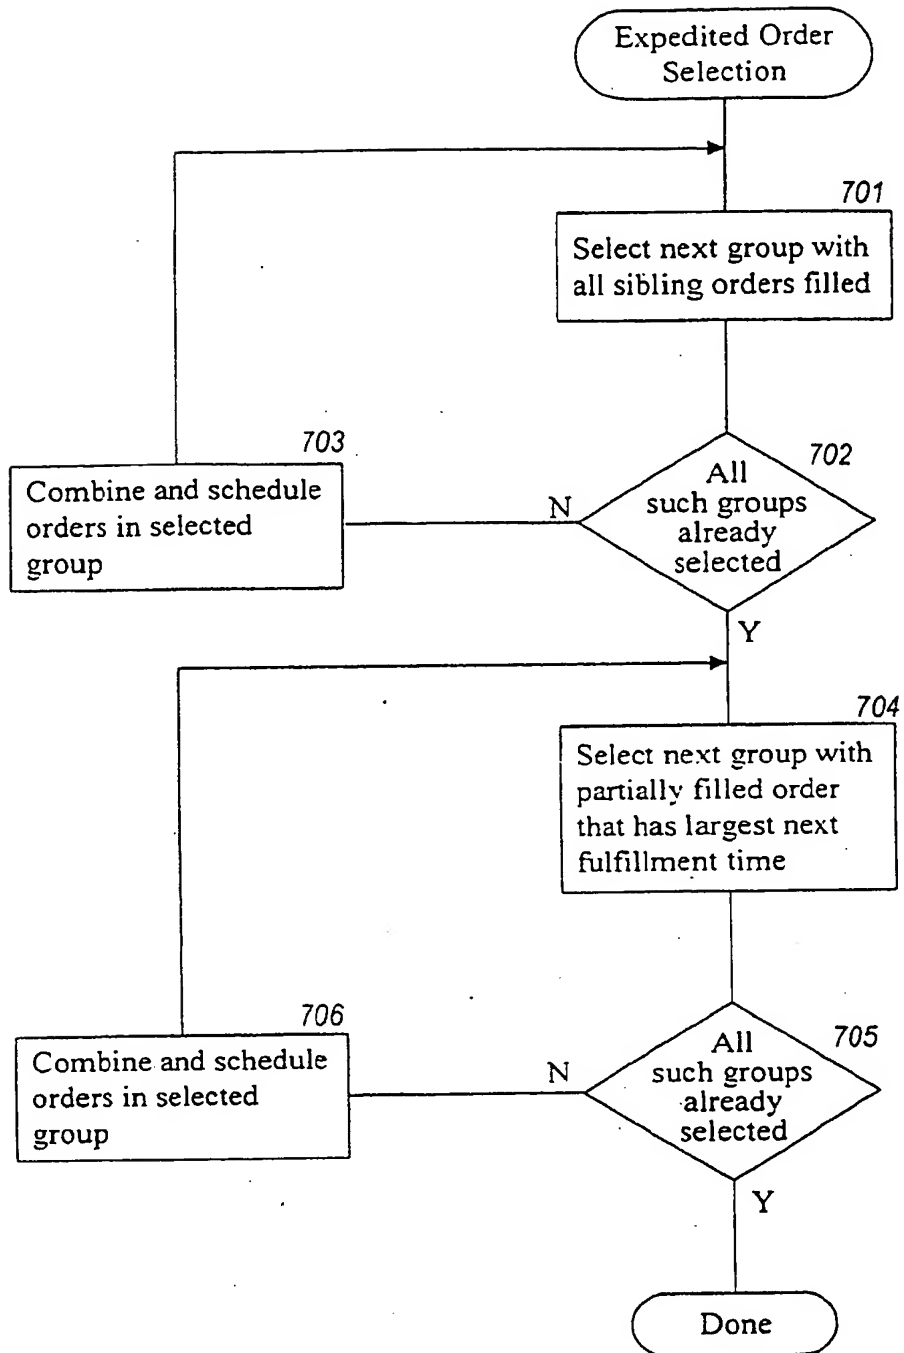 Expedited Order
Selection
701
Select next group with
all sibling orders filled
703
Combine and schedule
orders in selected
group
702
All
such groups
already
selected
N
Y
704
Select next group with
partially filled order
that has largest next
fulfillment time
706
Combine and schedule
orders in selected
group
705
All
such groups
already
selected
N
Y
Done